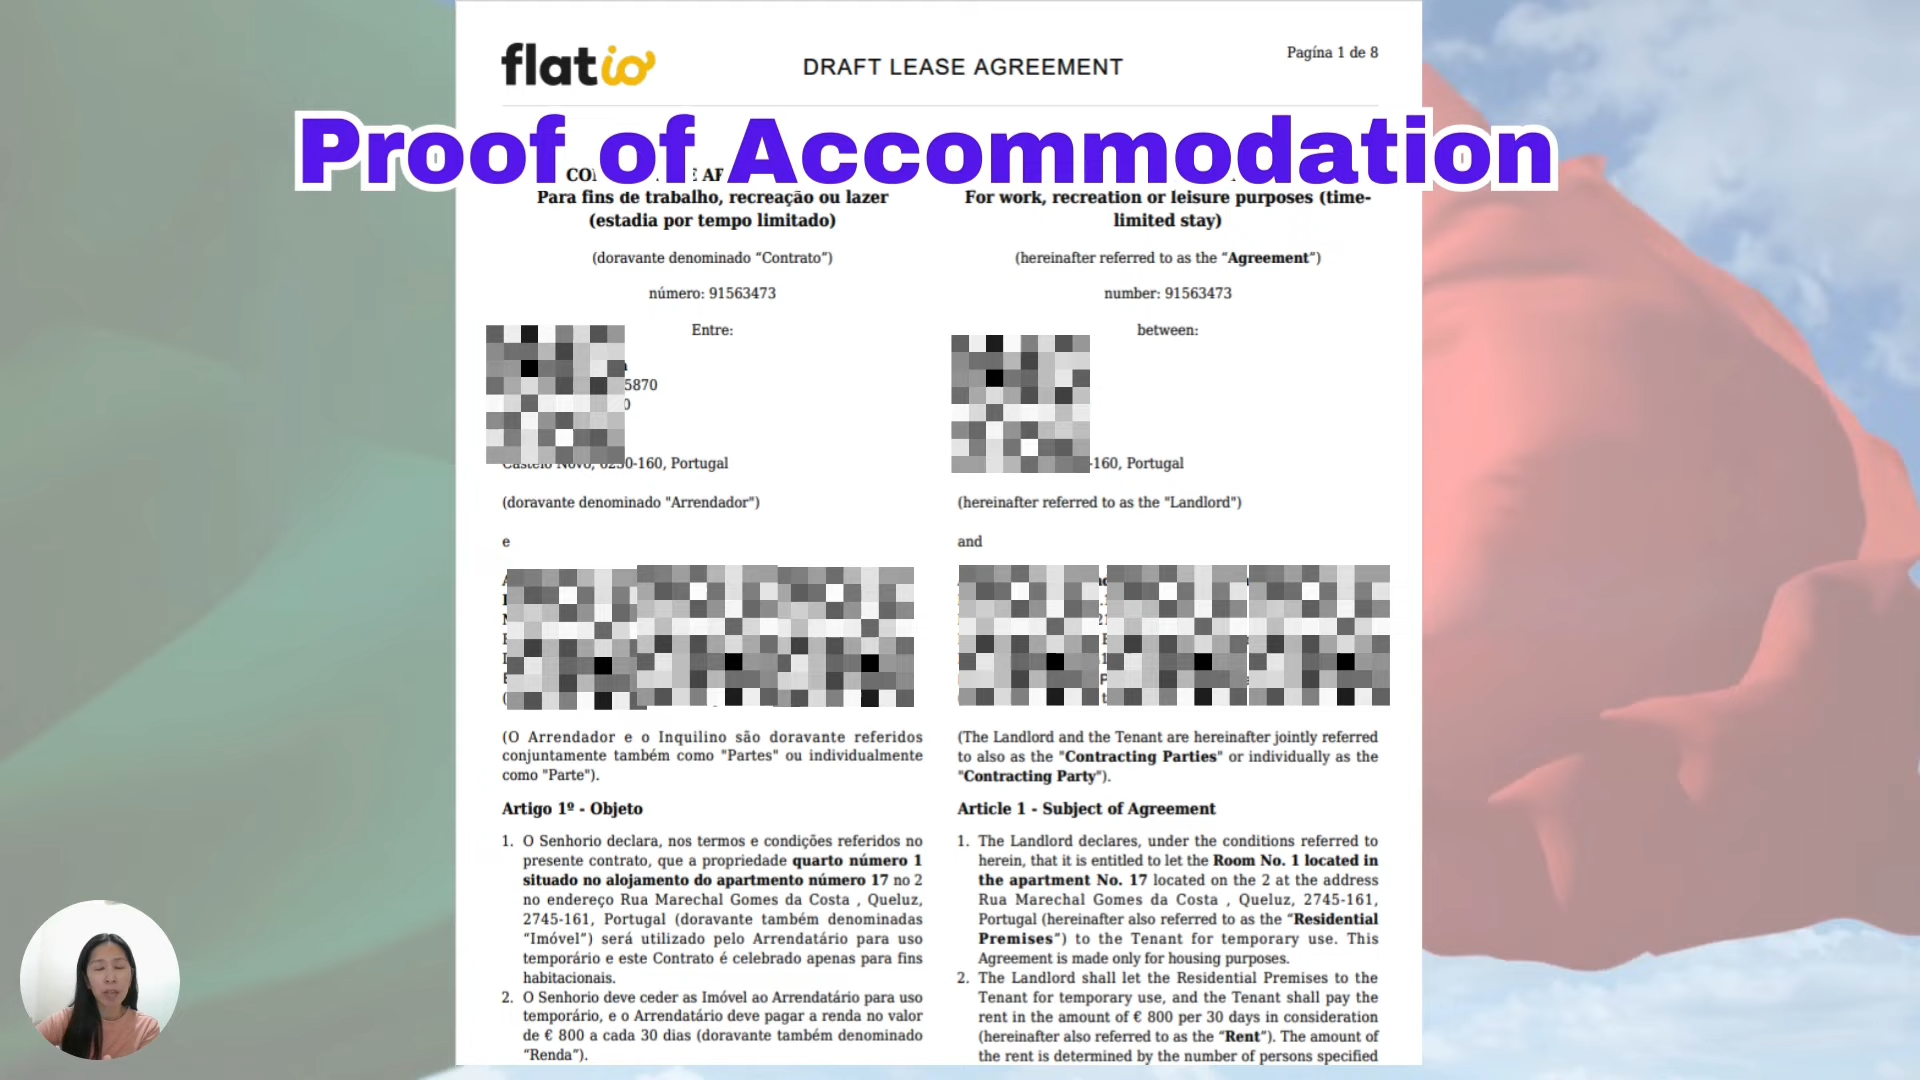 flatio
DRAFT LEASE AGREEMENT
Pagína 1 de 8
Proof of Accommodation
Para fins de trabalho, recreação ou lazer
(estadia por tempo limitado)
(doravante denominado “Contrato”)
número: 91563473
Entre:
5870
0
0-160, Portugal
(doravante denominado "Arrendador")
e
(O Arrendador e o Inquilino são doravante referidos
conjuntamente também como "Partes" ou individualmente
como "Parte").
Artigo 1º - Objeto
1. O Senhorio declara, nos termos e condições referidos no
presente contrato, que a propriedade quarto número 1
situado no alojamento do apartmento número 17 no 2
no endereço Rua Marechal Gomes da Costa , Queluz,
2745-161, Portugal (doravante também denominadas
“Imóvel”) será utilizado pelo Arrendatário para uso
temporário e este Contrato é celebrado apenas para fins
habitacionais.
2. O Senhorio deve ceder as Imóvel ao Arrendatário para uso
temporário, e o Arrendatário deve pagar a renda no valor
de € 800 a cada 30 dias (doravante também denominado
“Renda”).
For work, recreation or leisure purposes (time-
limited stay)
(hereinafter referred to as the “Agreement”)
number: 91563473
between:
-160, Portugal
(hereinafter referred to as the "Landlord")
and
(The Landlord and the Tenant are hereinafter jointly referred
to also as the "Contracting Parties" or individually as the
"Contracting Party").
Article 1 - Subject of Agreement
1. The Landlord declares, under the conditions referred to
herein, that it is entitled to let the Room No. 1 located in
the apartment No. 17 located on the 2 at the address
Rua Marechal Gomes da Costa , Queluz, 2745-161,
Portugal (hereinafter also referred to as the “Residential
Premises”) to the Tenant for temporary use. This
Agreement is made only for housing purposes.
2. The Landlord shall let the Residential Premises to the
Tenant for temporary use, and the Tenant shall pay the
rent in the amount of € 800 per 30 days in consideration
(hereinafter also referred to as the “Rent”). The amount of
the rent is determined by the number of persons specified